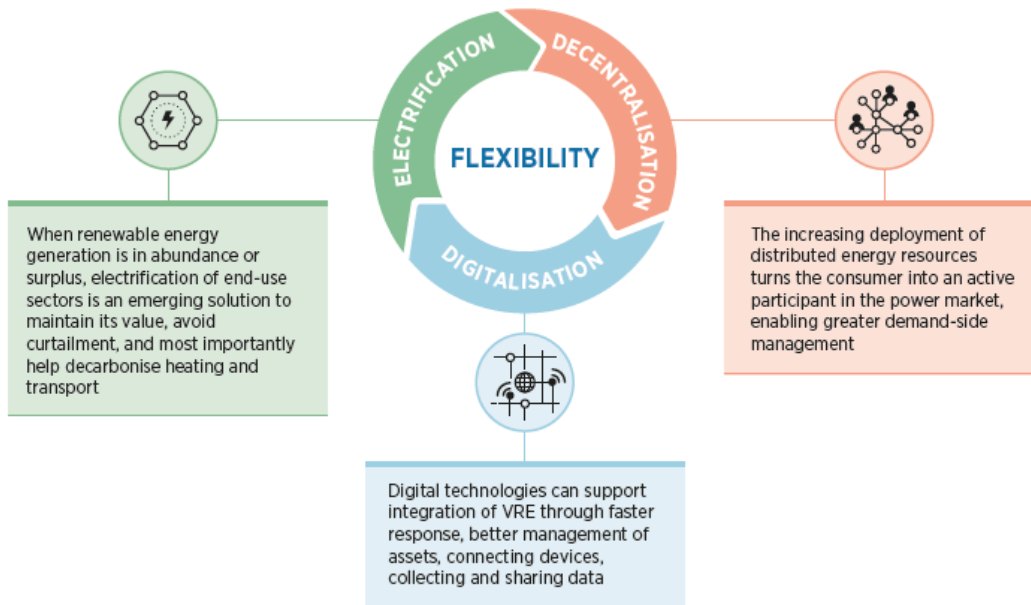 ELECTRIFICATION
DECENTRALISATION
FLEXIBILITY
DIGITALISATION
When renewable energy
generation is in abundance or
surplus, electrification of end-use
sectors is an emerging solution to
maintain its value, avoid
curtailment, and most importantly
help decarbonise heating and
transport
The increasing deployment of
distributed energy resources
turns the consumer into an active
participant in the power market,
enabling greater demand-side
management
Digital technologies can support
integration of VRE through faster
response, better management of
assets, connecting devices,
collecting and sharing data